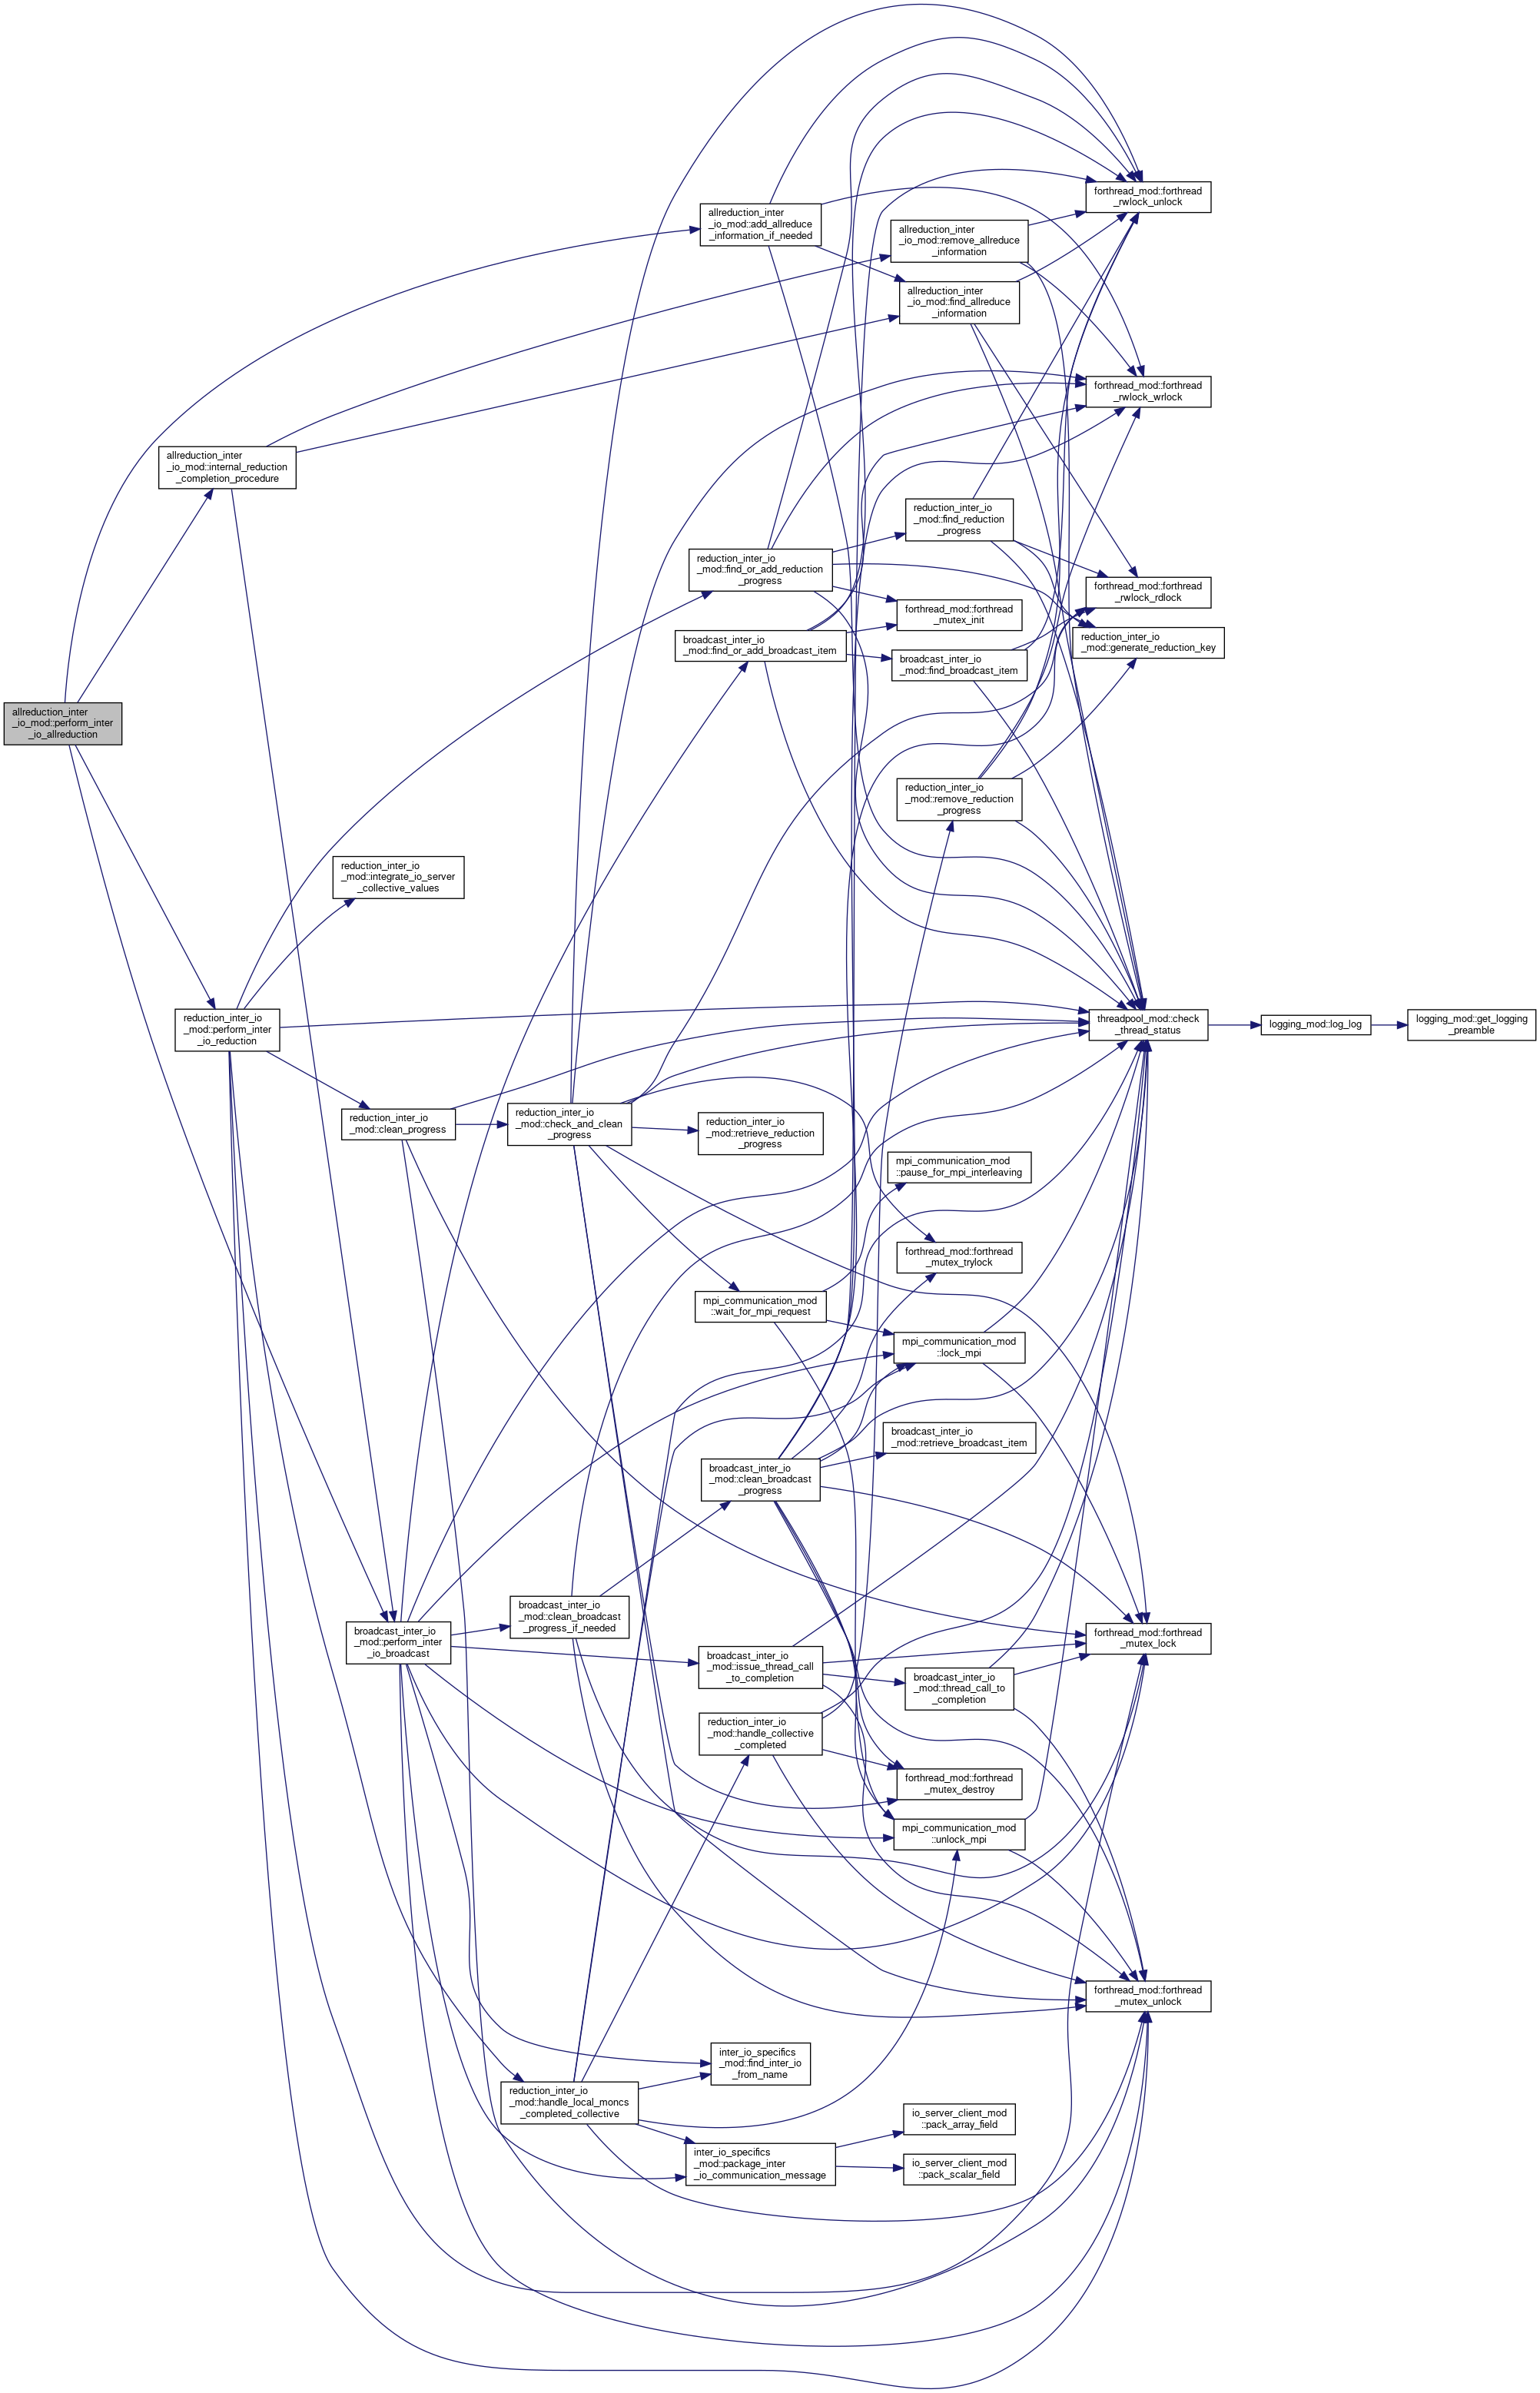 allreduction_inter
_io_mod::perform_inter
_io_allreduction
allreduction_inter
_io_mod::internal_reduction
_completion_procedure
reduction_inter_io
_mod::perform_inter
_io_reduction
reduction_inter_io
_mod::integrate_io_server
_collective_values
reduction_inter_io
_mod::clean_progress
broadcast_inter_io
_mod::perform_inter
_io_broadcast
reduction_inter_io
_mod::check_and_clean
_progress
broadcast_inter_io
_mod::clean_broadcast
_progress_if_needed
reduction_inter_io
_mod::handle_local_moncs
_completed_collective
allreduction_inter
_io_mod::add_allreduce
_information_if_needed
reduction_inter_io
_mod::find_or_add_reduction
_progress
broadcast_inter_io
_mod::find_or_add_broadcast_item
reduction_inter_io
_mod::retrieve_reduction
_progress
mpi_communication_mod
::wait_for_mpi_request
broadcast_inter_io
_mod::clean_broadcast
_progress
broadcast_inter_io
_mod::issue_thread_call
_to_completion
reduction_inter_io
_mod::handle_collective
_completed
inter_io_specifics
_mod::find_inter_io
_from_name
inter_io_specifics
_mod::package_inter
_io_communication_message
allreduction_inter
_io_mod::remove_allreduce
_information
allreduction_inter
_io_mod::find_allreduce
_information
reduction_inter_io
_mod::find_reduction
_progress
forthread_mod::forthread
_mutex_init
broadcast_inter_io
_mod::find_broadcast_item
reduction_inter_io
_mod::remove_reduction
_progress
mpi_communication_mod
::pause_for_mpi_interleaving
forthread_mod::forthread
_mutex_trylock
mpi_communication_mod
::lock_mpi
broadcast_inter_io
_mod::retrieve_broadcast_item
broadcast_inter_io
_mod::thread_call_to
_completion
forthread_mod::forthread
_mutex_destroy
mpi_communication_mod
::unlock_mpi
io_server_client_mod
::pack_array_field
io_server_client_mod
::pack_scalar_field
forthread_mod::forthread
_rwlock_unlock
forthread_mod::forthread
_rwlock_wrlock
forthread_mod::forthread
_rwlock_rdlock
reduction_inter_io
_mod::generate_reduction_key
threadpool_mod::check
_thread_status
forthread_mod::forthread
_mutex_lock
forthread_mod::forthread
_mutex_unlock
logging_mod::log_log
logging_mod::get_logging
_preamble